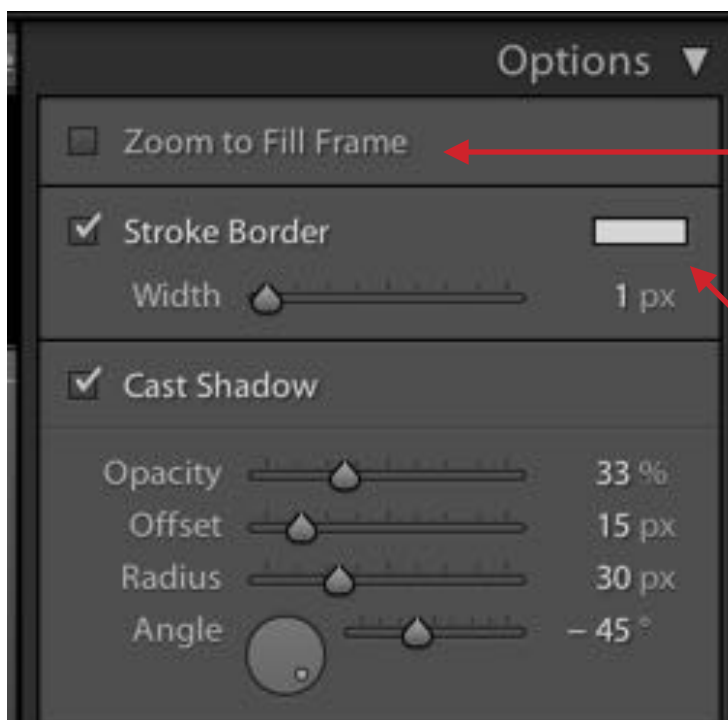 Options ▼
Zoom to Fill Frame
Stroke Border
Width 1 px
Cast Shadow
Opacity 33 %
Offset 15 px
Radius 30 px
Angle – 45 °